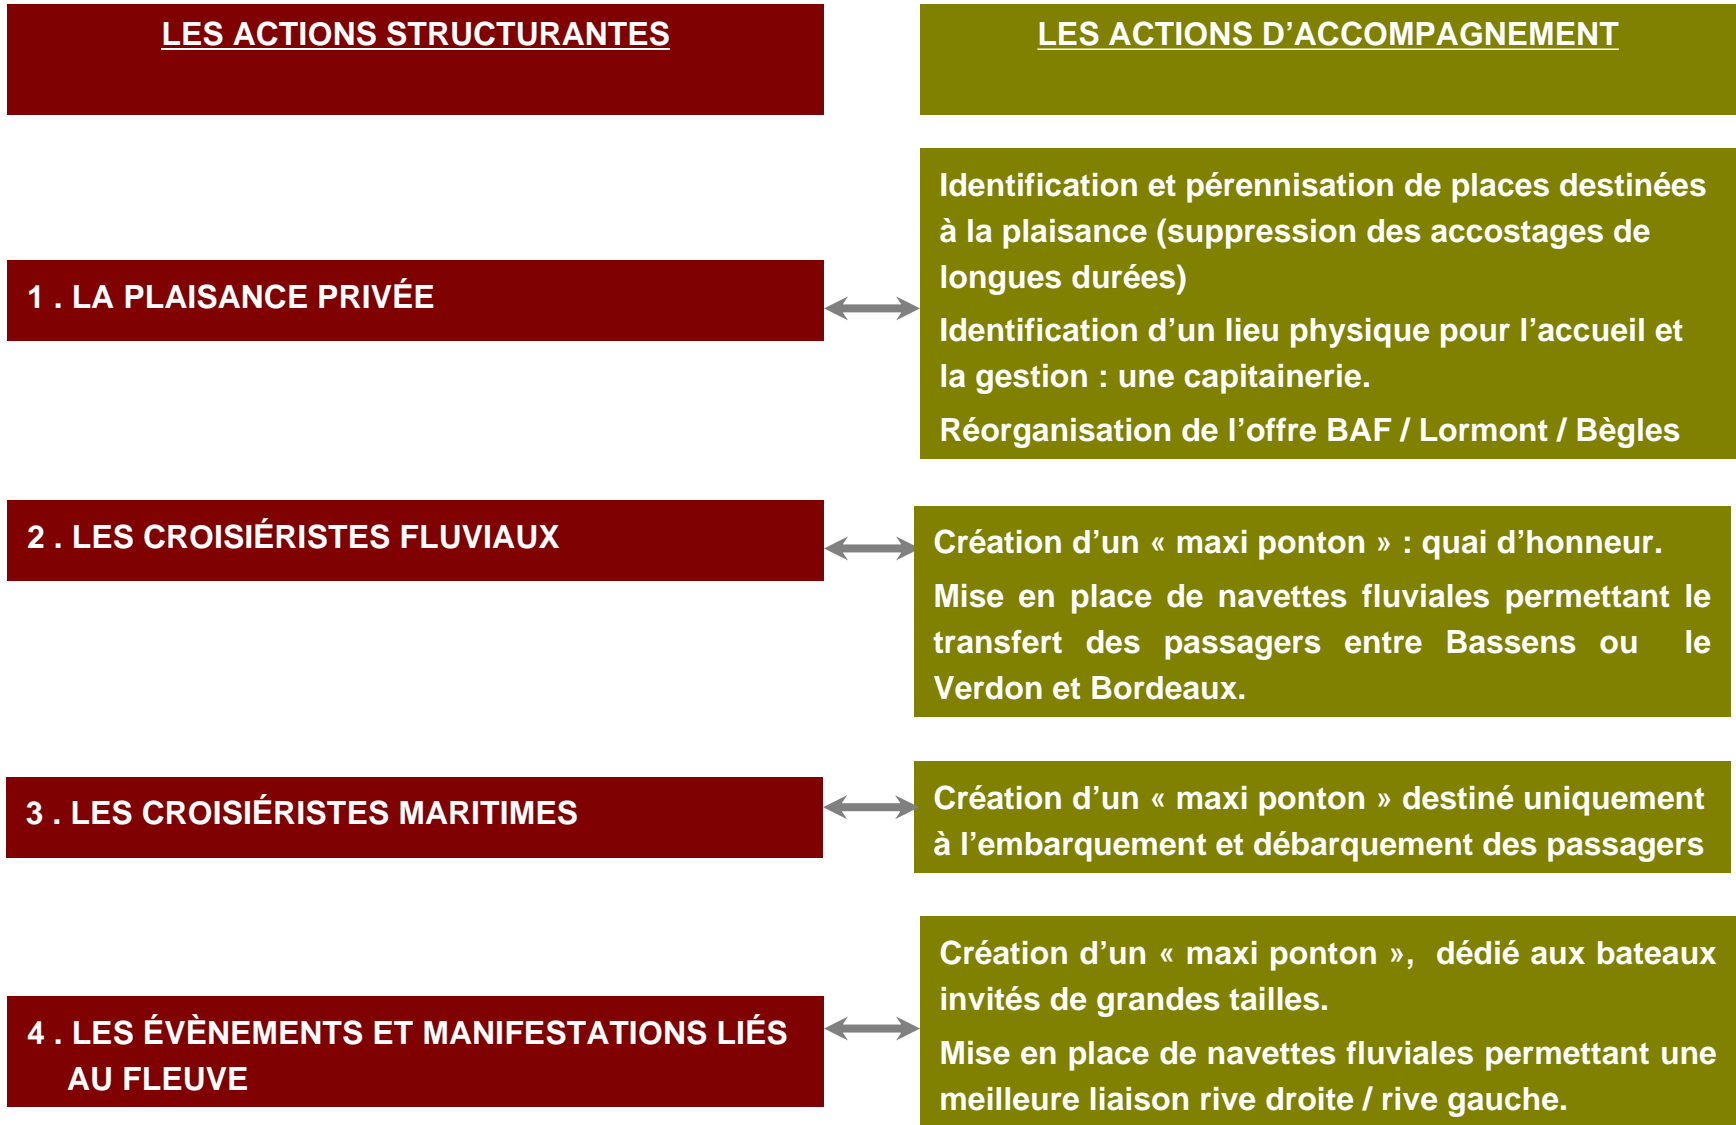 LES ACTIONS STRUCTURANTES
LES ACTIONS D’ACCOMPAGNEMENT
1 . LA PLAISANCE PRIVÉE
Identification et pérennisation de places destinées
à la plaisance (suppression des accostages de
longues durées)
Identification d’un lieu physique pour l’accueil et
la gestion : une capitainerie.
Réorganisation de l’offre BAF / Lormont / Bègles
2 . LES CROISIÉRISTES FLUVIAUX
Création d’un « maxi ponton » : quai d’honneur.
Mise en place de navettes fluviales permettant le
transfert des passagers entre Bassens ou le
Verdon et Bordeaux.
3 . LES CROISIÉRISTES MARITIMES
Création d’un « maxi ponton » destiné uniquement
à l’embarquement et débarquement des passagers
4 . LES ÉVÈNEMENTS ET MANIFESTATIONS LIÉS
AU FLEUVE
Création d’un « maxi ponton », dédié aux bateaux
invités de grandes tailles.
Mise en place de navettes fluviales permettant une
meilleure liaison rive droite / rive gauche.